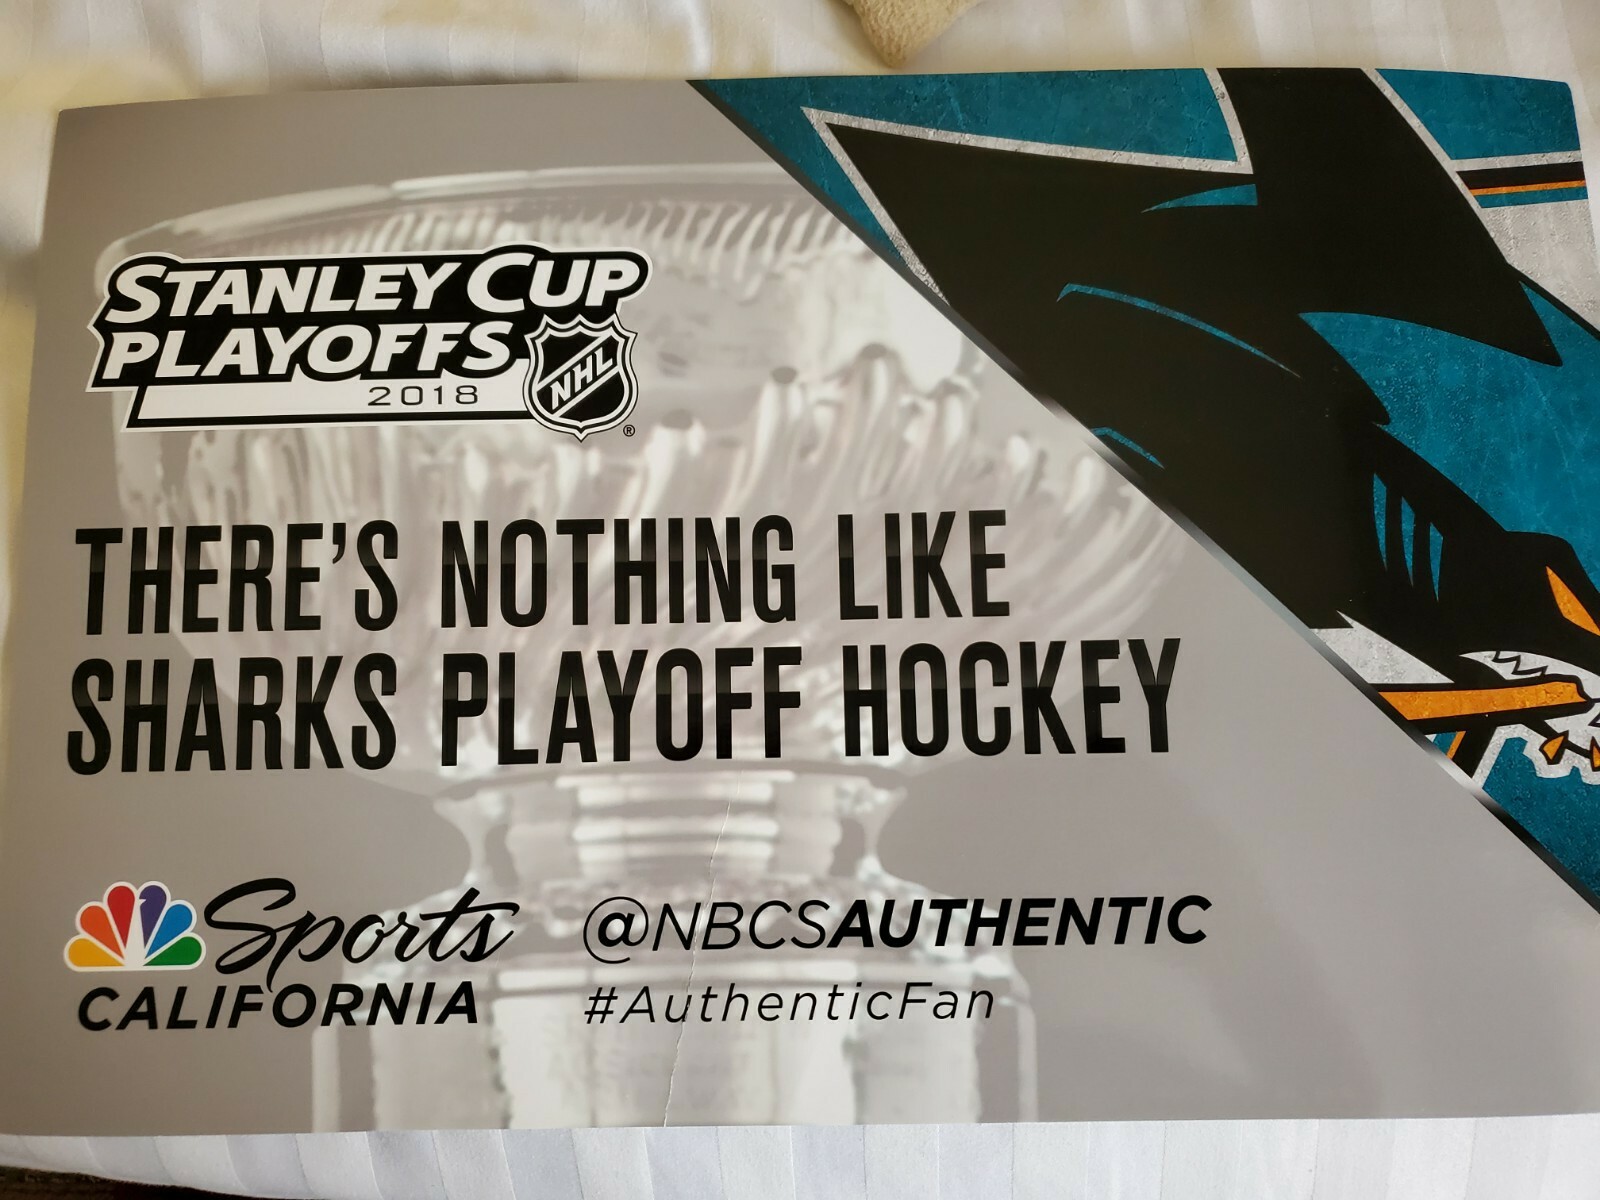 STANLEY CUP
PLAYOFFS
2018
NHL
®
THERE'S NOTHING LIKE
SHARKS PLAYOFF HOCKEY
Sports
CALIFORNIA
@NBCSAUTHENTIC
#AuthenticFan